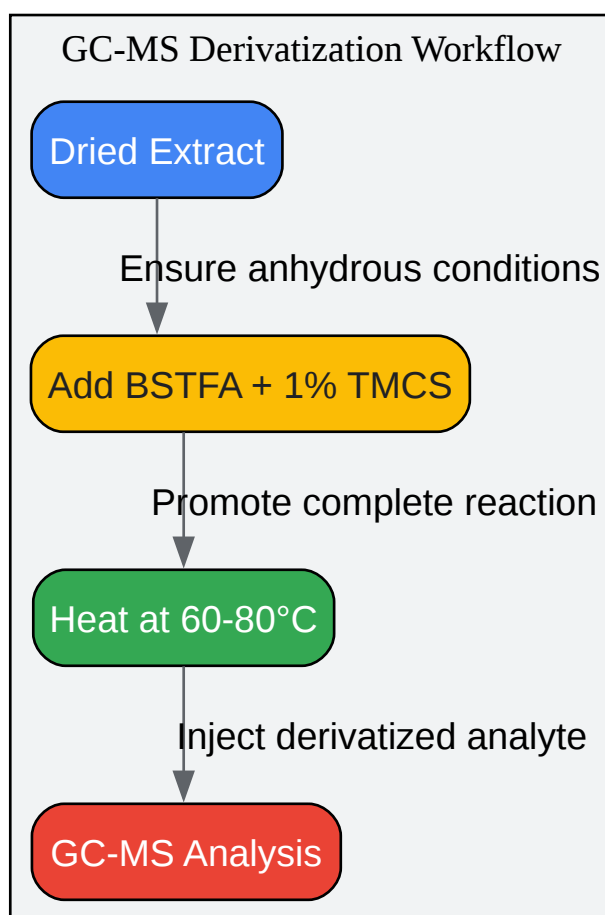 GC-MS Derivatization Workflow
Dried Extract
Ensure anhydrous conditions
Add BSTFA + 1% TMCS
Promote complete reaction
Heat at 60-80°C
Inject derivatized analyte
GC-MS Analysis